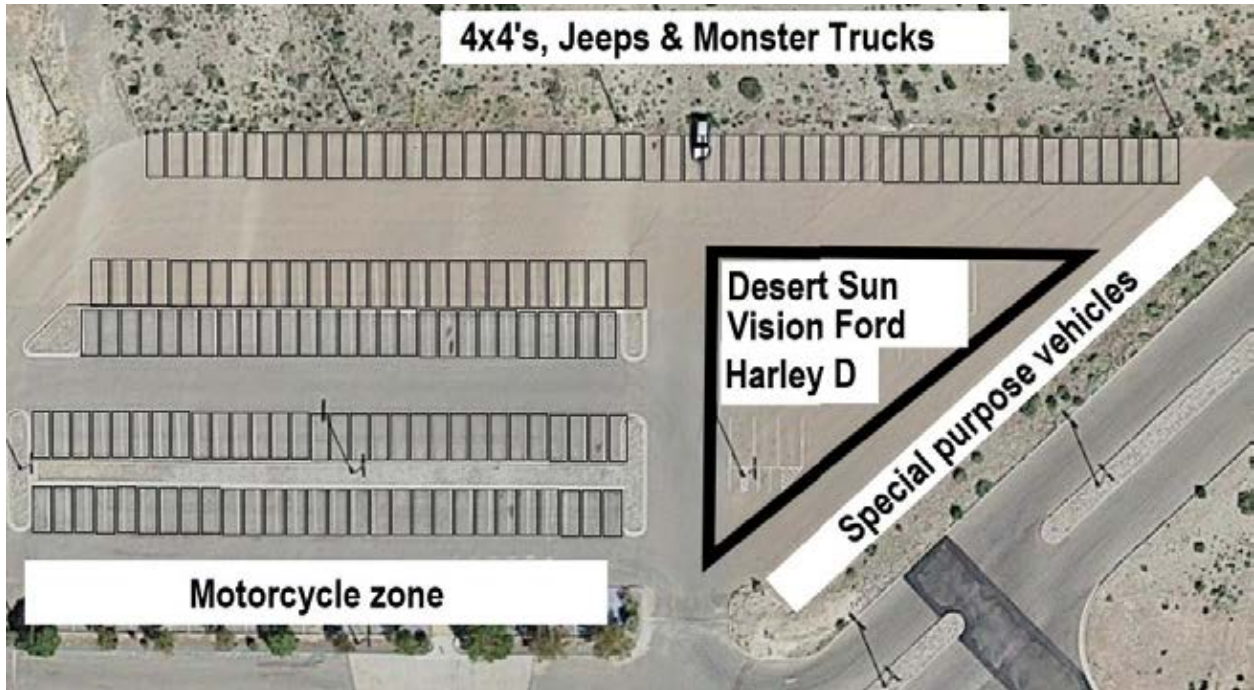 4x4's, Jeeps & Monster Trucks
Desert Sun
Vision Ford
Harley D
Special purpose vehicles
Motorcycle zone